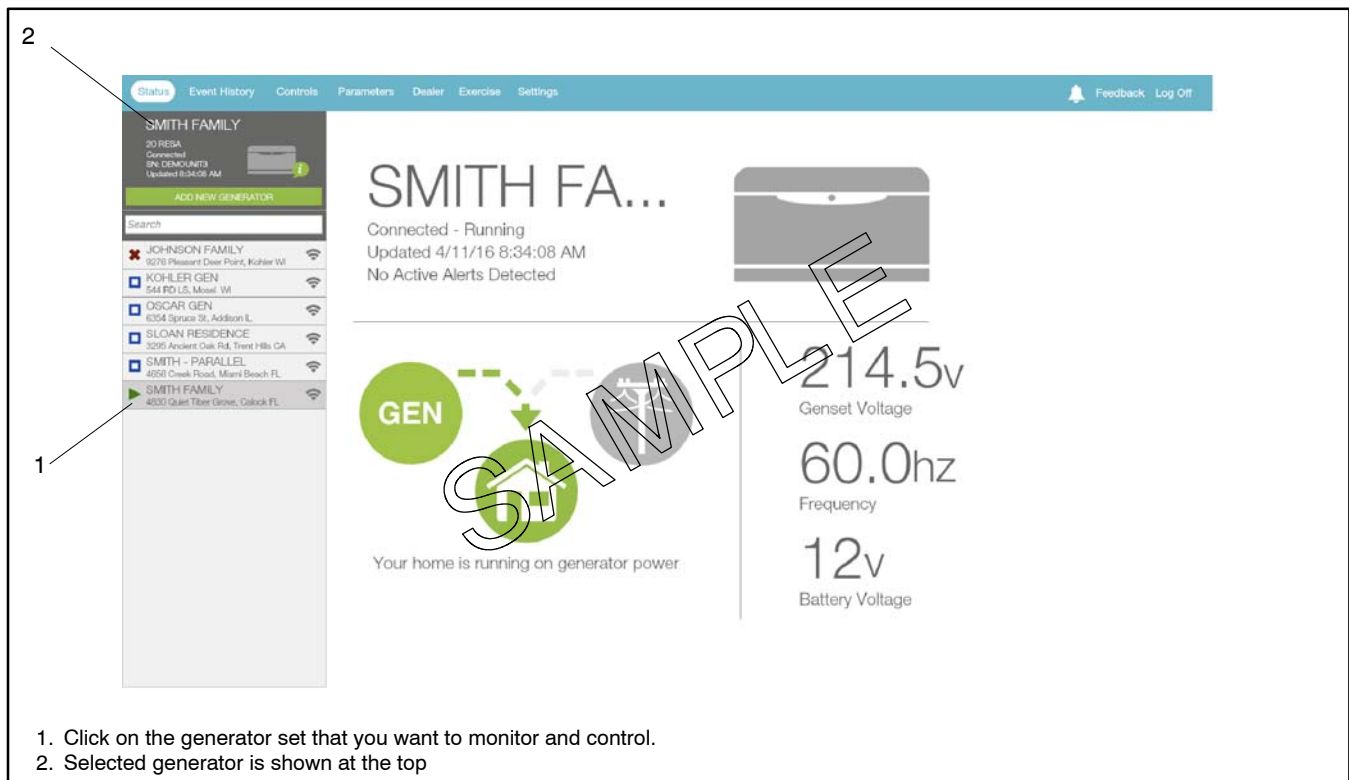 2
Status Event History Controls Parameters Dealer Exercise Settings Feedback Log Off
SMITH FAMILY
20 RESA
Connected
SN: DEMOUNIT3
Updated 8:34:08 AM
i
ADD NEW GENERATOR
Search
JOHNSON FAMILY
9276 Pleasant Deer Point, Kohler WI
KOHLER GEN
544 RD LS, Mosel WI
OSCAR GEN
6354 Spruce St, Addison IL
SLOAN RESIDENCE
3295 Ancient Oak Rd, Trent Hills CA
SMITH - PARALLEL
4656 Creek Road, Miami Beach FL
SMITH FAMILY
4830 Quiet Tiber Grove, FL
1
SMITH FA...
Connected - Running
Updated 4/11/16 8:34:08 AM
No Active Alerts Detected
GEN
Your home is running on generator power
214.5v
Genset Voltage
60.0hz
Frequency
12v
Battery Voltage
SAMPLE
1. Click on the generator set that you want to monitor and control.
2. Selected generator is shown at the top